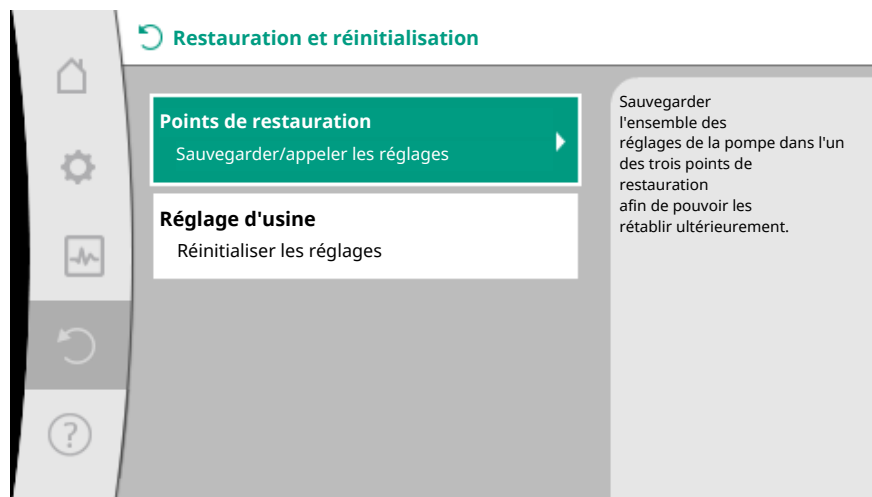 Restauration et réinitialisation
Points de restauration
Sauvegarder/appeler les réglages
Réglage d'usine
Réinitialiser les réglages
Sauvegarder
l'ensemble des
réglages de la pompe dans l'un
des trois points de
restauration
afin de pouvoir les
rétablir ultérieurement.
?